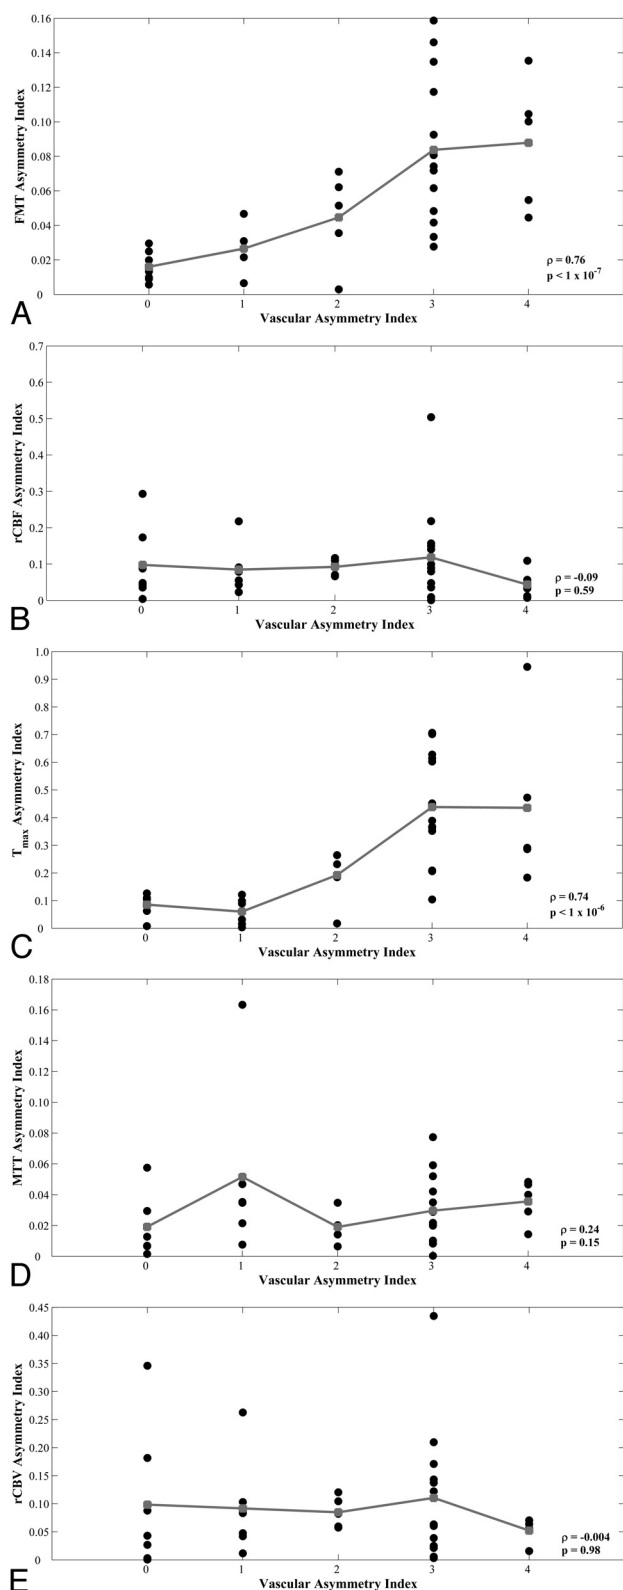 0.16
0.14
0.12
0.10
0.08
0.06
0.04
0.02
0
FMT Asymmetry Index
ρ = 0.76
p < 1 x 10⁻⁷
0 1 2 3 4
Vascular Asymmetry Index
A
0.7
0.6
0.5
0.4
0.3
0.2
0.1
0
rCBF Asymmetry Index
ρ = -0.09
p = 0.59
0 1 2 3 4
Vascular Asymmetry Index
B
1.0
0.9
0.8
0.7
0.6
0.5
0.4
0.3
0.2
0.1
0
Tmax Asymmetry Index
ρ = 0.74
p < 1 x 10⁻⁶
0 1 2 3 4
Vascular Asymmetry Index
C
0.18
0.16
0.14
0.12
0.10
0.08
0.06
0.04
0.02
0
MTT Asymmetry Index
ρ = 0.24
p = 0.15
0 1 2 3 4
Vascular Asymmetry Index
D
0.45
0.40
0.35
0.30
0.25
0.20
0.15
0.10
0.05
0
rCBV Asymmetry Index
ρ = -0.004
p = 0.98
0 1 2 3 4
Vascular Asymmetry Index
E